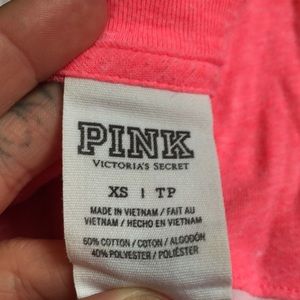 PINK
VICTORIA'S SECRET
XS | TP
MADE IN VIETNAM / FAIT AU
VIETNAM / HECHO EN VIETNAM
60% COTTON / COTON / ALGODÓN
40% POLYESTER / POLIÉSTER